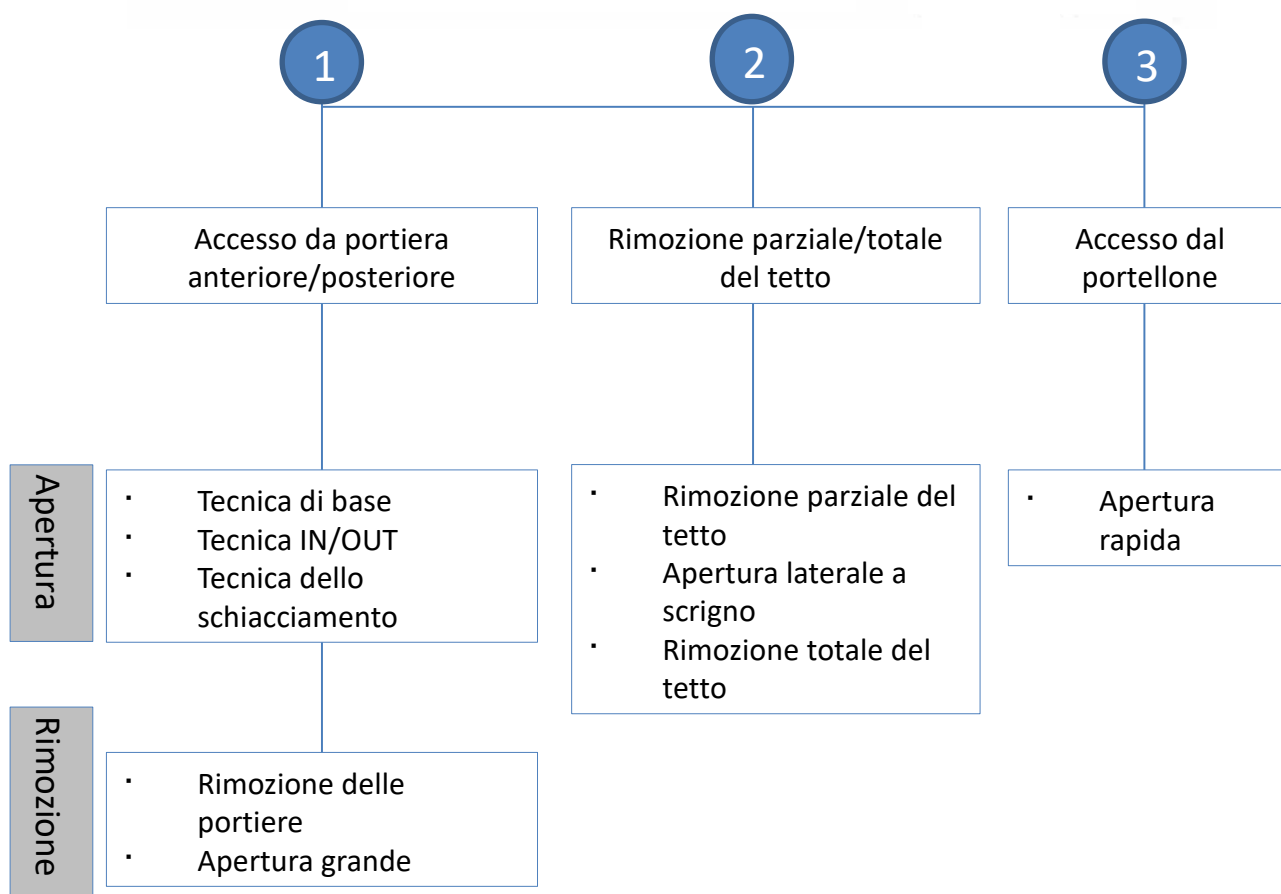 1
2
3
Accesso da portiera
anteriore/posteriore
Rimozione parziale/totale
del tetto
Accesso dal
portellone
Apertura
· Tecnica di base
· Tecnica IN/OUT
· Tecnica dello
schiacciamento
· Rimozione parziale del
tetto
· Apertura laterale a
scrigno
· Rimozione totale del
tetto
· Apertura
rapida
Rimozione
· Rimozione delle
portiere
· Apertura grande